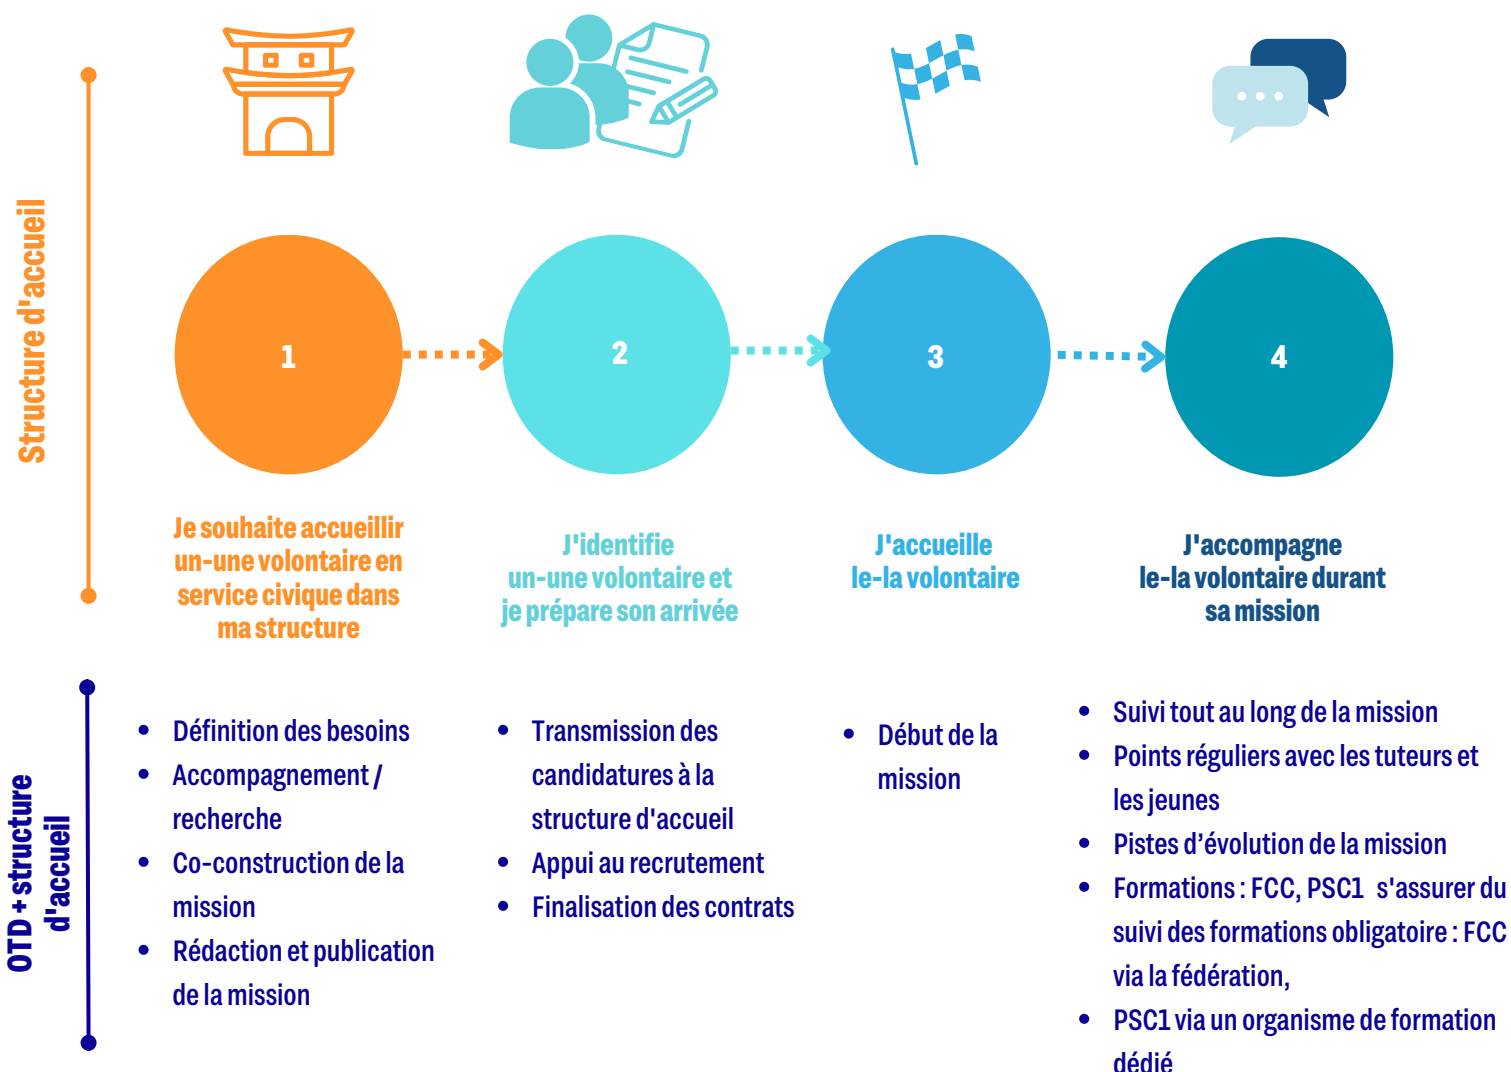 Structure d'accueil
1
2
3
4
Je souhaite accueillir
un-une volontaire en
service civique dans
ma structure
J'identifie
un-une volontaire et
je prépare son arrivée
J'accueille
le-la volontaire
J'accompagne
le-la volontaire durant
sa mission
OTD + structure
d'accueil
• Définition des besoins
• Accompagnement /
recherche
• Co-construction de la
mission
• Rédaction et publication
de la mission
• Transmission des
candidatures à la
structure d'accueil
• Appui au recrutement
• Finalisation des contrats
• Début de la
mission
• Suivi tout au long de la mission
• Points réguliers avec les tuteurs et
les jeunes
• Pistes d’évolution de la mission
• Formations : FCC, PSC1 s'assurer du
suivi des formations obligatoire : FCC
via la fédération,
• PSC1 via un organisme de formation
dédié